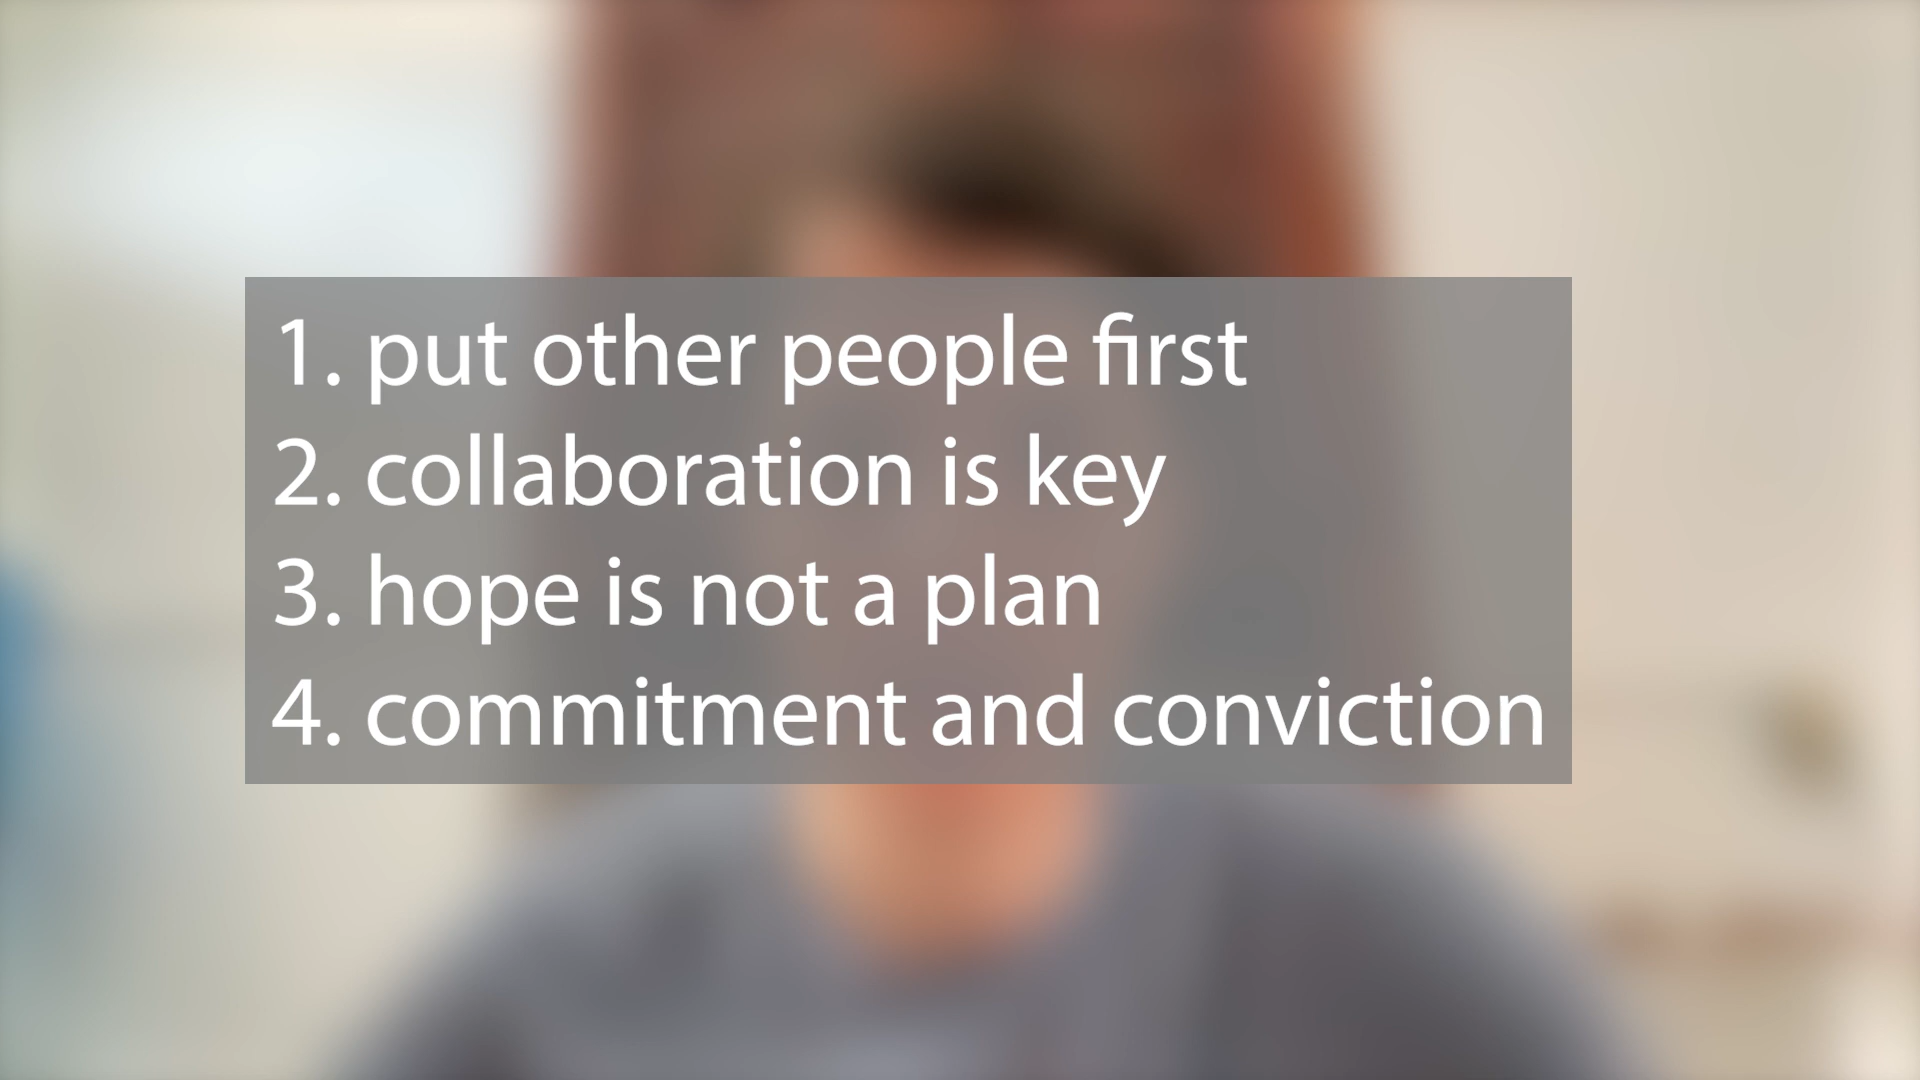 1. put other people first
2. collaboration is key
3. hope is not a plan
4. commitment and conviction